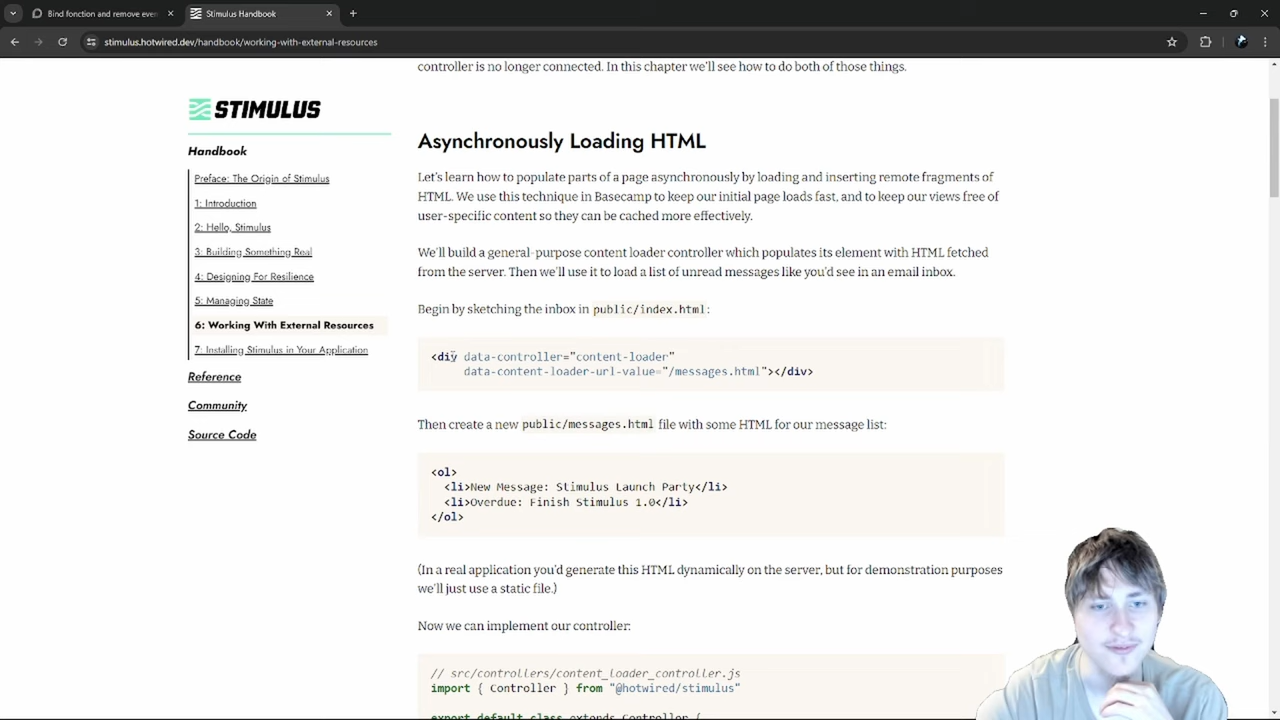 Bind function and remove even
Stimulus Handbook
stimulus.hotwired.dev/handbook/working-with-external-resources
controller is no longer connected. In this chapter we'll see how to do both of those things.
STIMULUS
Handbook
Preface: The Origin of Stimulus
1: Introduction
2: Hello, Stimulus
3: Building Something Real
4: Designing For Resilience
5: Managing State
6: Working With External Resources
7: Installing Stimulus in Your Application
Reference
Community
Source Code
Asynchronously Loading HTML
Let's learn how to populate parts of a page asynchronously by loading and inserting remote fragments of
HTML. We use this technique in Basecamp to keep our initial page loads fast, and to keep our views free of
user-specific content so they can be cached more effectively.
We'll build a general-purpose content loader controller which populates its element with HTML fetched
from the server. Then we'll use it to load a list of unread messages like you'd see in an email inbox.
Begin by sketching the inbox in public/index.html:
<div data-controller="content-loader"
data-content-loader-url-value="/messages.html"></div>
Then create a new public/messages.html file with some HTML for our message list:
<ol>
<li>New Message: Stimulus Launch Party</li>
<li>Overdue: Finish Stimulus 1.0</li>
</ol>
(In a real application you'd generate this HTML dynamically on the server, but for demonstration purposes
we'll just use a static file.)
Now we can implement our controller:
// src/controllers/content_loader_controller.js
import { Controller } from "@hotwired/stimulus"
export default class extends Controller {